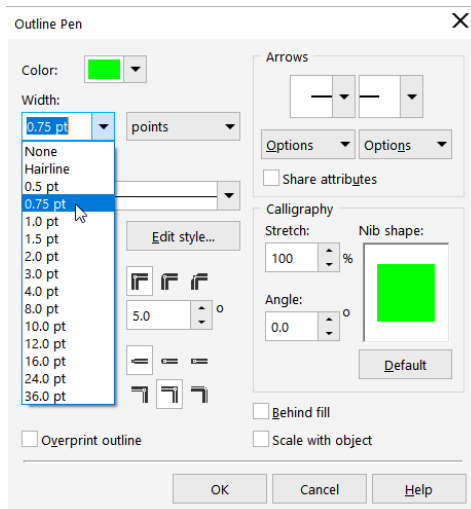 Outline Pen
Color:
Width:
0.75 pt
points
None
Hairline
0.5 pt
0.75 pt
1.0 pt
1.5 pt
2.0 pt
3.0 pt
4.0 pt
8.0 pt
10.0 pt
12.0 pt
16.0 pt
24.0 pt
36.0 pt
Edit style...
5.0 °
Overprint outline
Arrows
Options
Options
Share attributes
Calligraphy
Stretch:
Nib shape:
100 %
Angle:
0.0 °
Default
Behind fill
Scale with object
OK
Cancel
Help